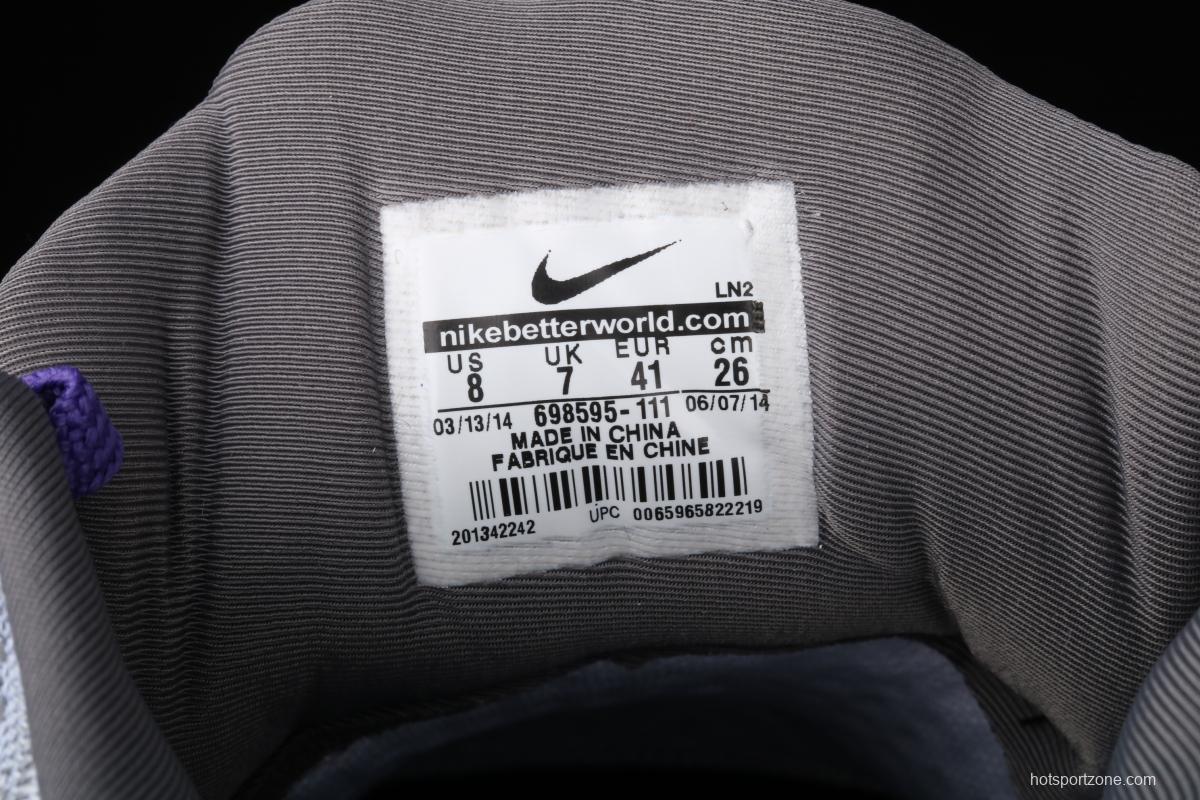 LN2
nikebetterworld.com
US UK EUR cm
8 7 41 26
03/13/14 698595-111 06/07/14
MADE IN CHINA
FABRIQUE EN CHINE
201342242 UPC 0065965822219
hotsportzone.com